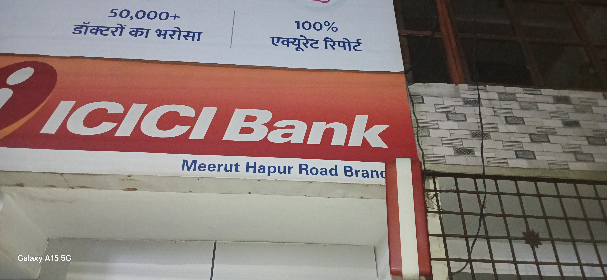 50,000+
डॉक्टरों का भरोसा
100%
एक्यूरेट रिपोर्ट
ICICI Bank
Meerut Hapur Road Branc
Galaxy A15 5G